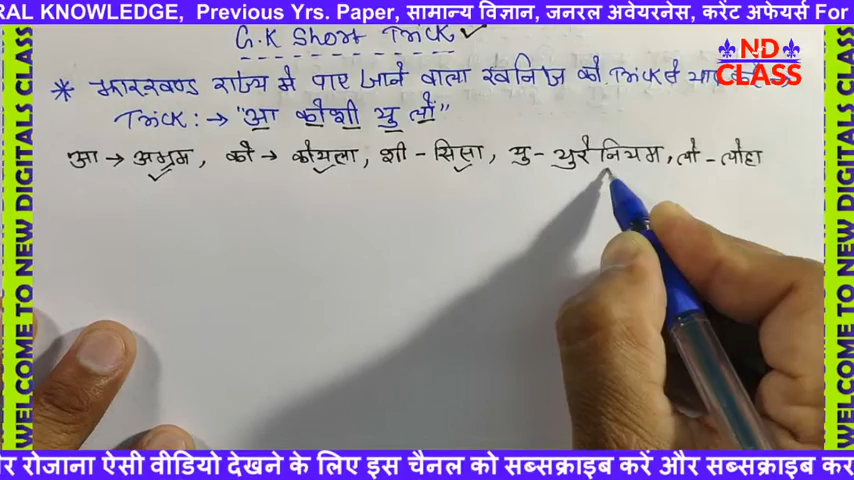 RAL KNOWLEDGE, Previous Yrs. Paper, सामान्य विज्ञान, जनरल अवेयरनेस, करेंट अफेयर्स For
G.K Short Trick
ND
CLASS
* झारखण्ड राज्य में पाए जाने वाला खनिज को Trick से
Trick :→ "आ कोशी यु लो"
आ → अभ्रम, को → कोयला, शी - सिसा, यु - युरेनियम, लो - लोहा
WELCOME TO NEW DIGITALS CLASS
WELCOME TO NEW DIGITALS CLASS
र रोजाना ऐसी वीडियो देखने के लिए इस चैनल को सब्सक्राइब करें और सब्सक्राइब कर